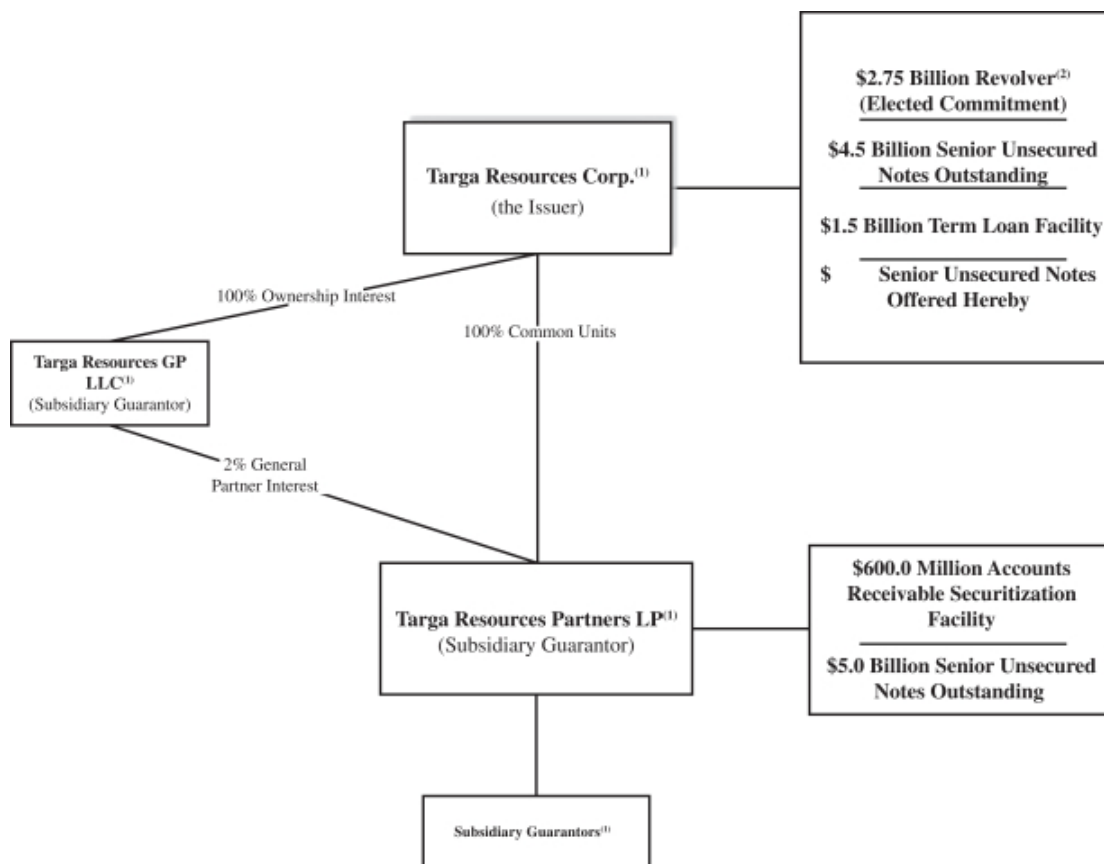 $2.75 Billion Revolver(2)
(Elected Commitment)
$4.5 Billion Senior Unsecured
Notes Outstanding
$1.5 Billion Term Loan Facility
$ Senior Unsecured Notes
Offered Hereby
Targa Resources Corp.(1)
(the Issuer)
100% Ownership Interest
100% Common Units
Targa Resources GP
LLC(1)
(Subsidiary Guarantor)
2% General
Partner Interest
Targa Resources Partners LP(1)
(Subsidiary Guarantor)
$600.0 Million Accounts
Receivable Securitization
Facility
$5.0 Billion Senior Unsecured
Notes Outstanding
Subsidiary Guarantors(1)